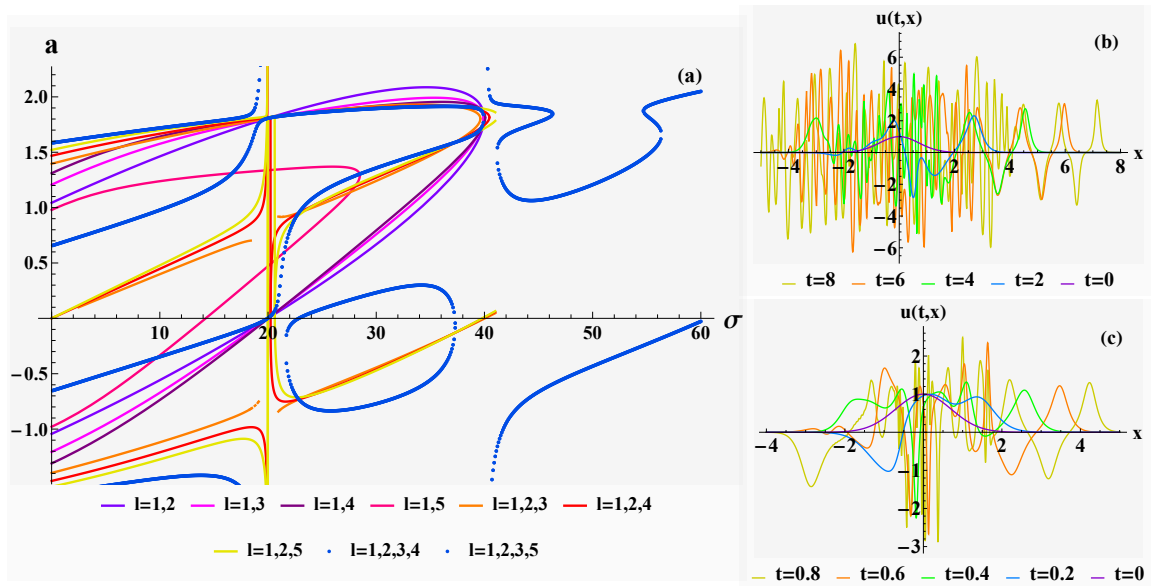 a
(a)
2.0
1.5
1.0
0.5
10 20 30 40 50 60 σ
-0.5
-1.0
l=1,2 l=1,3 l=1,4 l=1,5 l=1,2,3 l=1,2,4
l=1,2,5 l=1,2,3,4 l=1,2,3,5
u(t,x)
(b)
6
4
2
-4 -2 2 4 6 8 x
-2
-4
-6
t=8 t=6 t=4 t=2 t=0
u(t,x)
(c)
2
1
-4 -2 2 4 x
-1
-2
-3
t=0.8 t=0.6 t=0.4 t=0.2 t=0